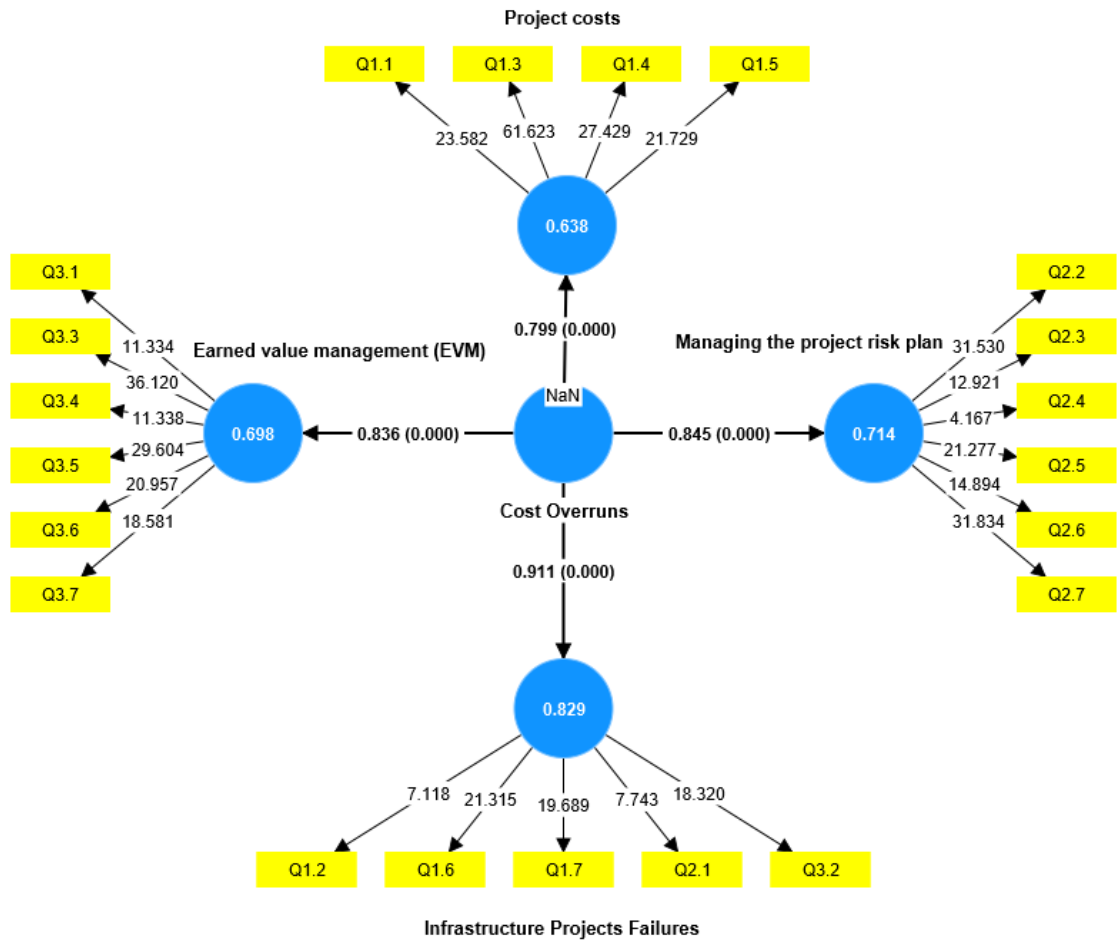 Project costs
Q1.1
Q1.3
Q1.4
Q1.5
23.582
61.623
27.429
21.729
0.638
Q3.1
Q3.3
Q3.4
Q3.5
Q3.6
Q3.7
11.334
36.120
11.338
29.604
20.957
18.581
Earned value management (EVM)
0.698
0.799 (0.000)
NaN
0.836 (0.000)
0.845 (0.000)
Cost Overruns
Managing the project risk plan
0.714
31.530
12.921
4.167
21.277
14.894
31.834
Q2.2
Q2.3
Q2.4
Q2.5
Q2.6
Q2.7
0.911 (0.000)
0.829
7.118
21.315
19.689
7.743
18.320
Q1.2
Q1.6
Q1.7
Q2.1
Q3.2
Infrastructure Projects Failures